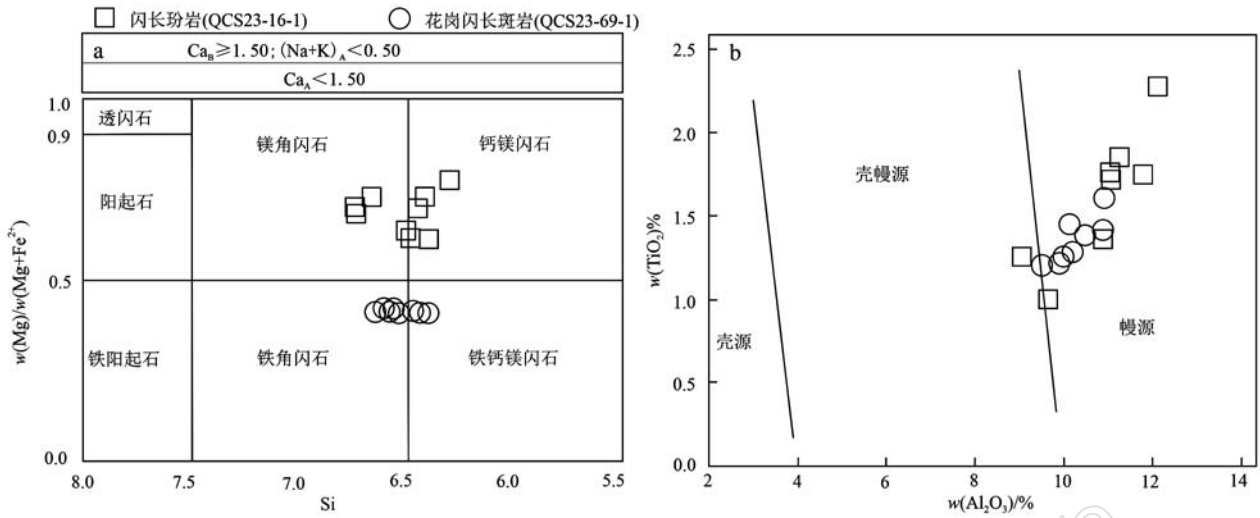 闪长玢岩(QCS23-16-1) 花岗闪长斑岩(QCS23-69-1)
a
Ca_B≥1.50;(Na+K)_A<0.50
Ca_A<1.50
1.0
0.9
0.5
0.0
w(Mg)/w(Mg+Fe²⁺)
透闪石
镁角闪石
钙镁闪石
阳起石
铁阳起石
铁角闪石
铁钙镁闪石
8.0 7.5 7.0 6.5 6.0 5.5
Si
b
2.5
2.0
1.5
1.0
0.5
0.0
w(TiO₂)/%
壳幔源
壳源
幔源
2 4 6 8 10 12 14
w(Al₂O₃)/%